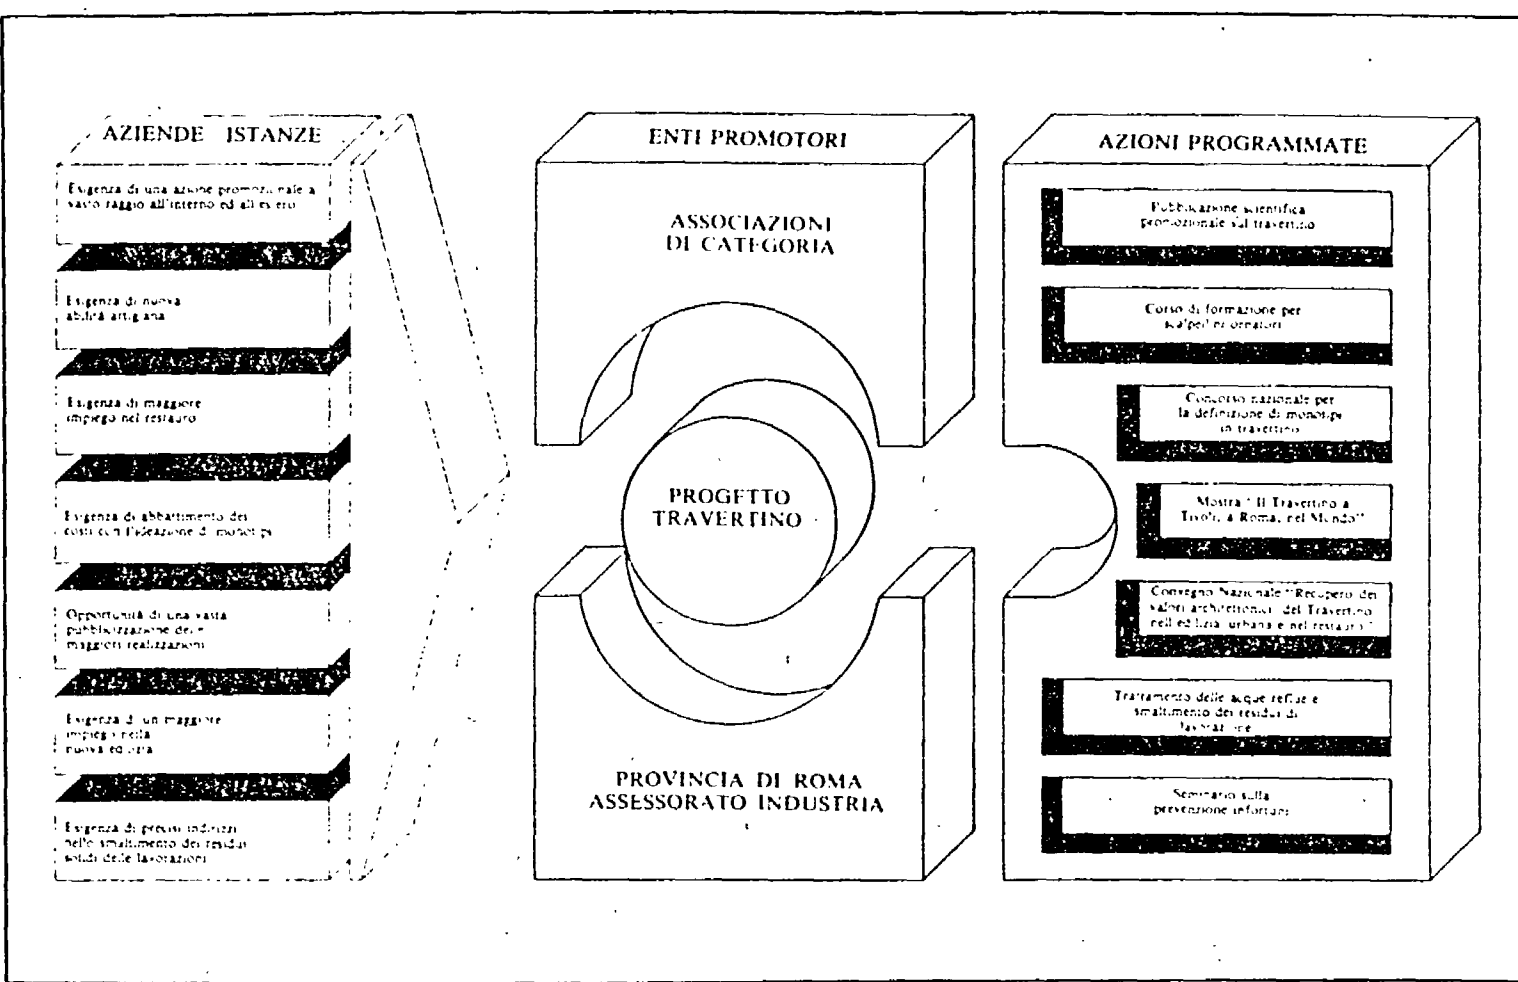 AZIENDE ISTANZE
Esigenza di una azione promozionale a
vasto raggio all'interno ed all'estero
Esigenza di nuova
abilità artigiana
Esigenza di maggiore
impiego nel restauro
Esigenza di abbattimento dei
costi con l'ideazione di monotipi
Opportunità di una vasta
pubblicizzazione delle
maggiori realizzazioni
Esigenza di un maggiore
impiego nella
nuova edilizia
Esigenza di precisi indirizzi
nello smaltimento dei residui
solidi delle lavorazioni
ENTI PROMOTORI
ASSOCIAZIONI
DI CATEGORIA
PROGETTO
TRAVERTINO
PROVINCIA DI ROMA
ASSESSORATO INDUSTRIA
AZIONI PROGRAMMATE
Pubblicazione scientifica
promozionale sul travertino
Corso di formazione per
scalpellini ornatori
Concorso nazionale per
la definizione di monotipi
in travertino
Mostra "Il Travertino a
Tivoli, a Roma, nel Mondo"
Convegno Nazionale "Recupero dei
valori architettonici del Travertino
nell'edilizia urbana e nel restauro"
Trattamento delle acque reflue e
smaltimento dei residui di
lavorazione
Seminario sulla
prevenzione infortuni